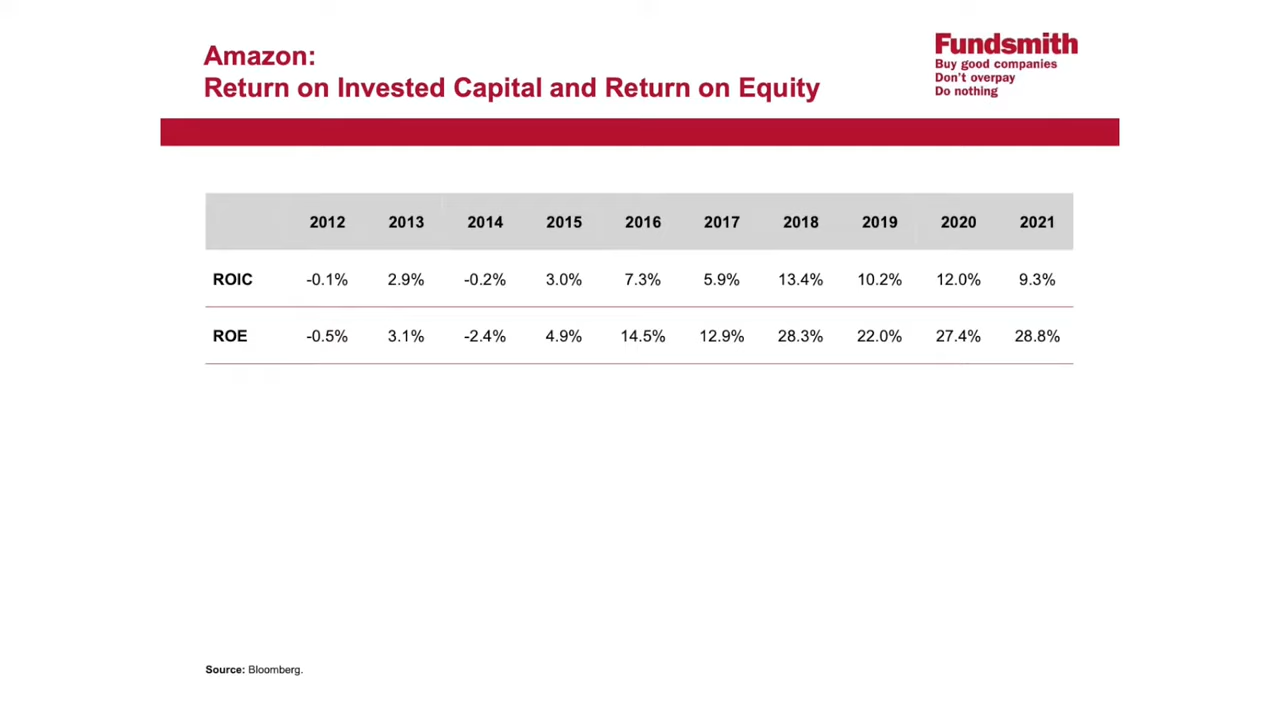 Amazon:
Return on Invested Capital and Return on Equity
Fundsmith
Buy good companies
Don't overpay
Do nothing
2012 2013 2014 2015 2016 2017 2018 2019 2020 2021
ROIC -0.1% 2.9% -0.2% 3.0% 7.3% 5.9% 13.4% 10.2% 12.0% 9.3%
ROE -0.5% 3.1% -2.4% 4.9% 14.5% 12.9% 28.3% 22.0% 27.4% 28.8%
Source: Bloomberg.